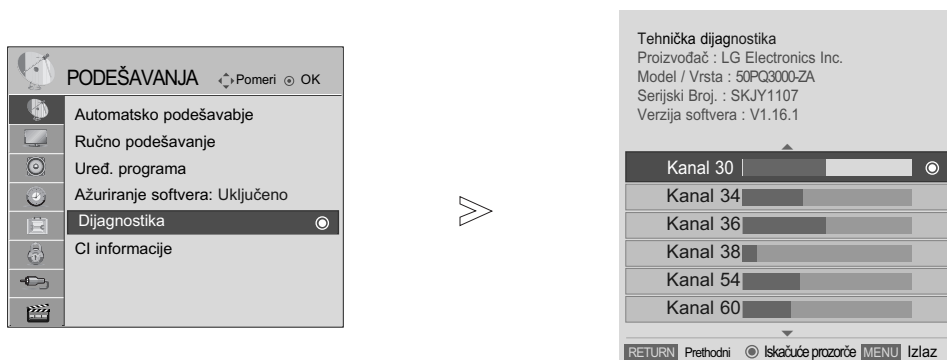 PODEŠAVANJA Pomeri OK
Automatsko podešavabje
Ručno podešavanje
Uređ. programa
Ažuriranje softvera: Uključeno
Dijagnostika
CI informacije
Tehnička dijagnostika
Proizvođač : LG Electronics Inc.
Model / Vrsta : 50PQ3000-ZA
Serijski Broj. : SKJY1107
Verzija softvera : V1.16.1
Kanal 30
Kanal 34
Kanal 36
Kanal 38
Kanal 54
Kanal 60
RETURN Prethodni Iskačuće prozorče MENU Izlaz